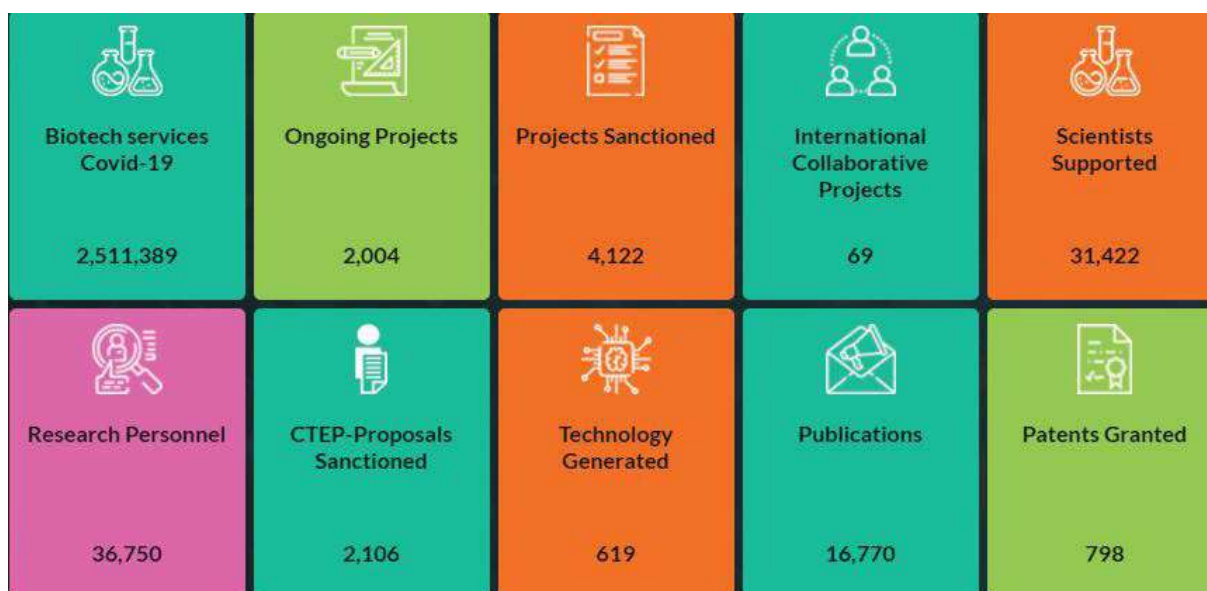 Biotech services
Covid-19
2,511,389
Ongoing Projects
2,004
Projects Sanctioned
4,122
International
Collaborative
Projects
69
Scientists
Supported
31,422
Research Personnel
36,750
CTEP-Proposals
Sanctioned
2,106
Technology
Generated
619
Publications
16,770
Patents Granted
798